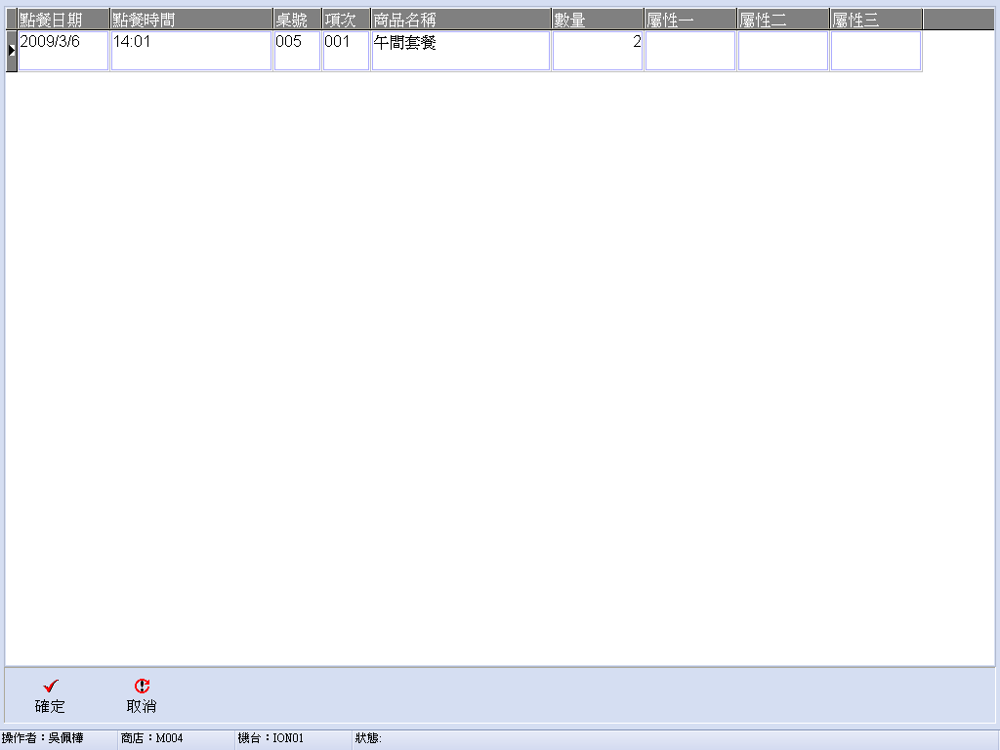 點餐日期 點餐時間 桌號 項次 商品名稱 數量 屬性一 屬性二 屬性三
2009/3/6 14:01 005 001 午間套餐 2
確定 取消
操作者：吳佩樺 商店：M004 機台：ION01 狀態: